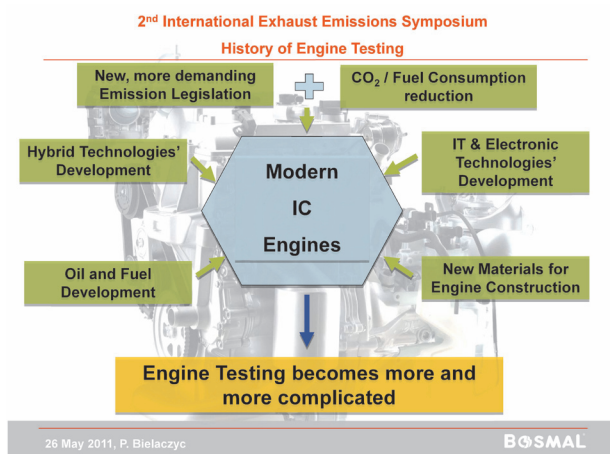 2nd International Exhaust Emissions Symposium
History of Engine Testing
New, more demanding
Emission Legislation
CO2 / Fuel Consumption
reduction
Hybrid Technologies'
Development
IT & Electronic
Technologies'
Development
Modern
IC
Engines
Oil and Fuel
Development
New Materials for
Engine Construction
Engine Testing becomes more and
more complicated
26 May 2011, P. Bielaczyc
BOSMAL